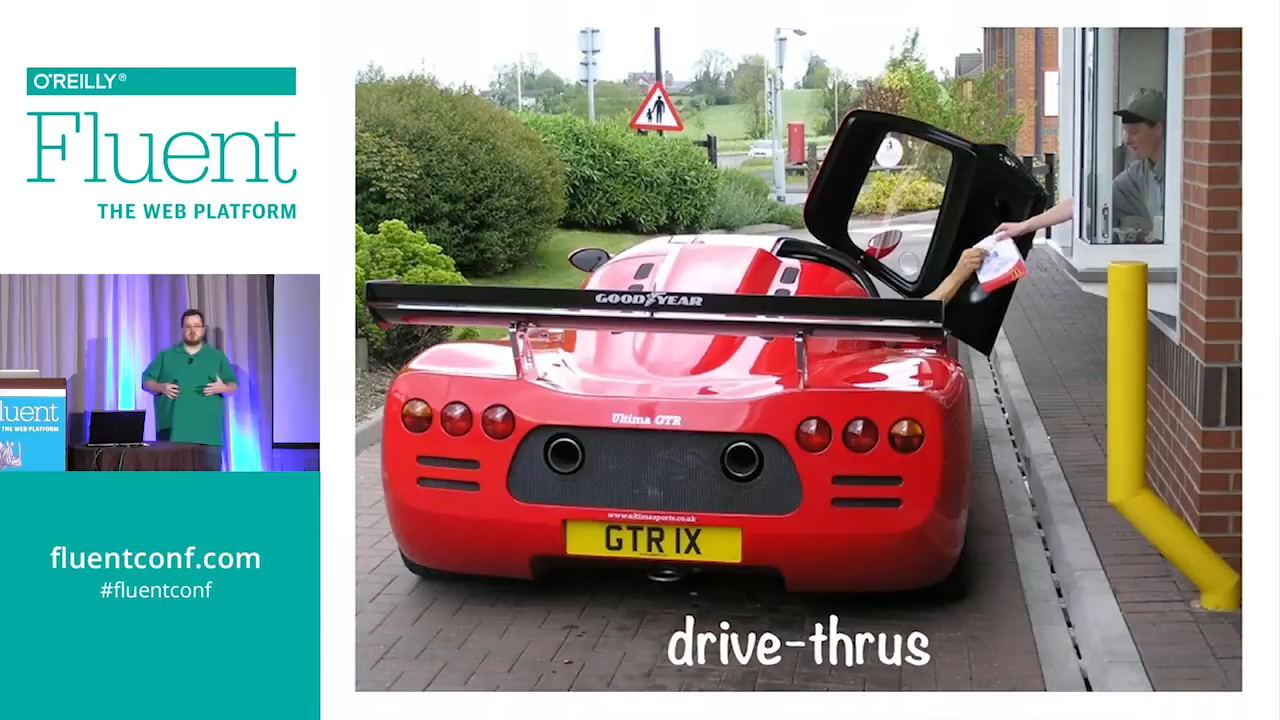 O'REILLY®
Fluent
THE WEB PLATFORM
fluent
THE WEB PLATFORM
fluentconf.com
#fluentconf
GOODYEAR
Ultima GTR
www.ultimasports.co.uk
GTR IX
drive-thrus